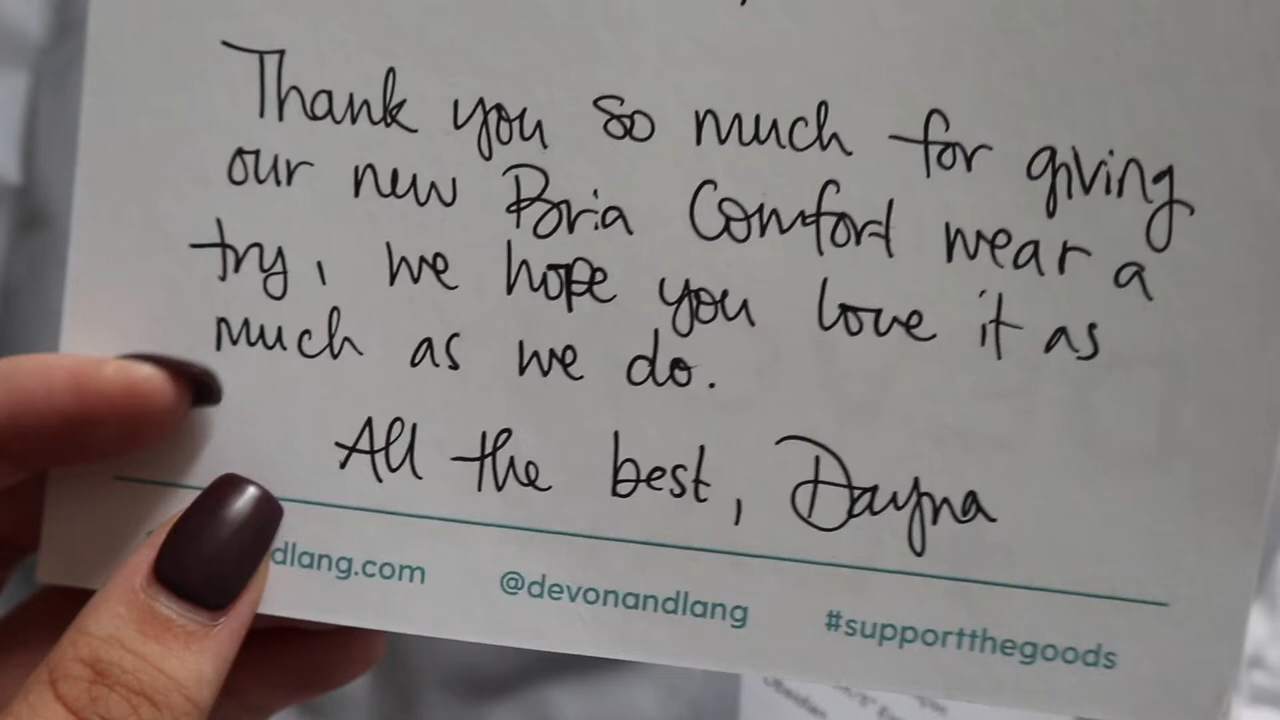 Thank you so much for giving
our new Bria Comfort wear a
try, we hope you love it as
much as we do.
All the best, Dayna
dlang.com @devonandlang #supportthegoods